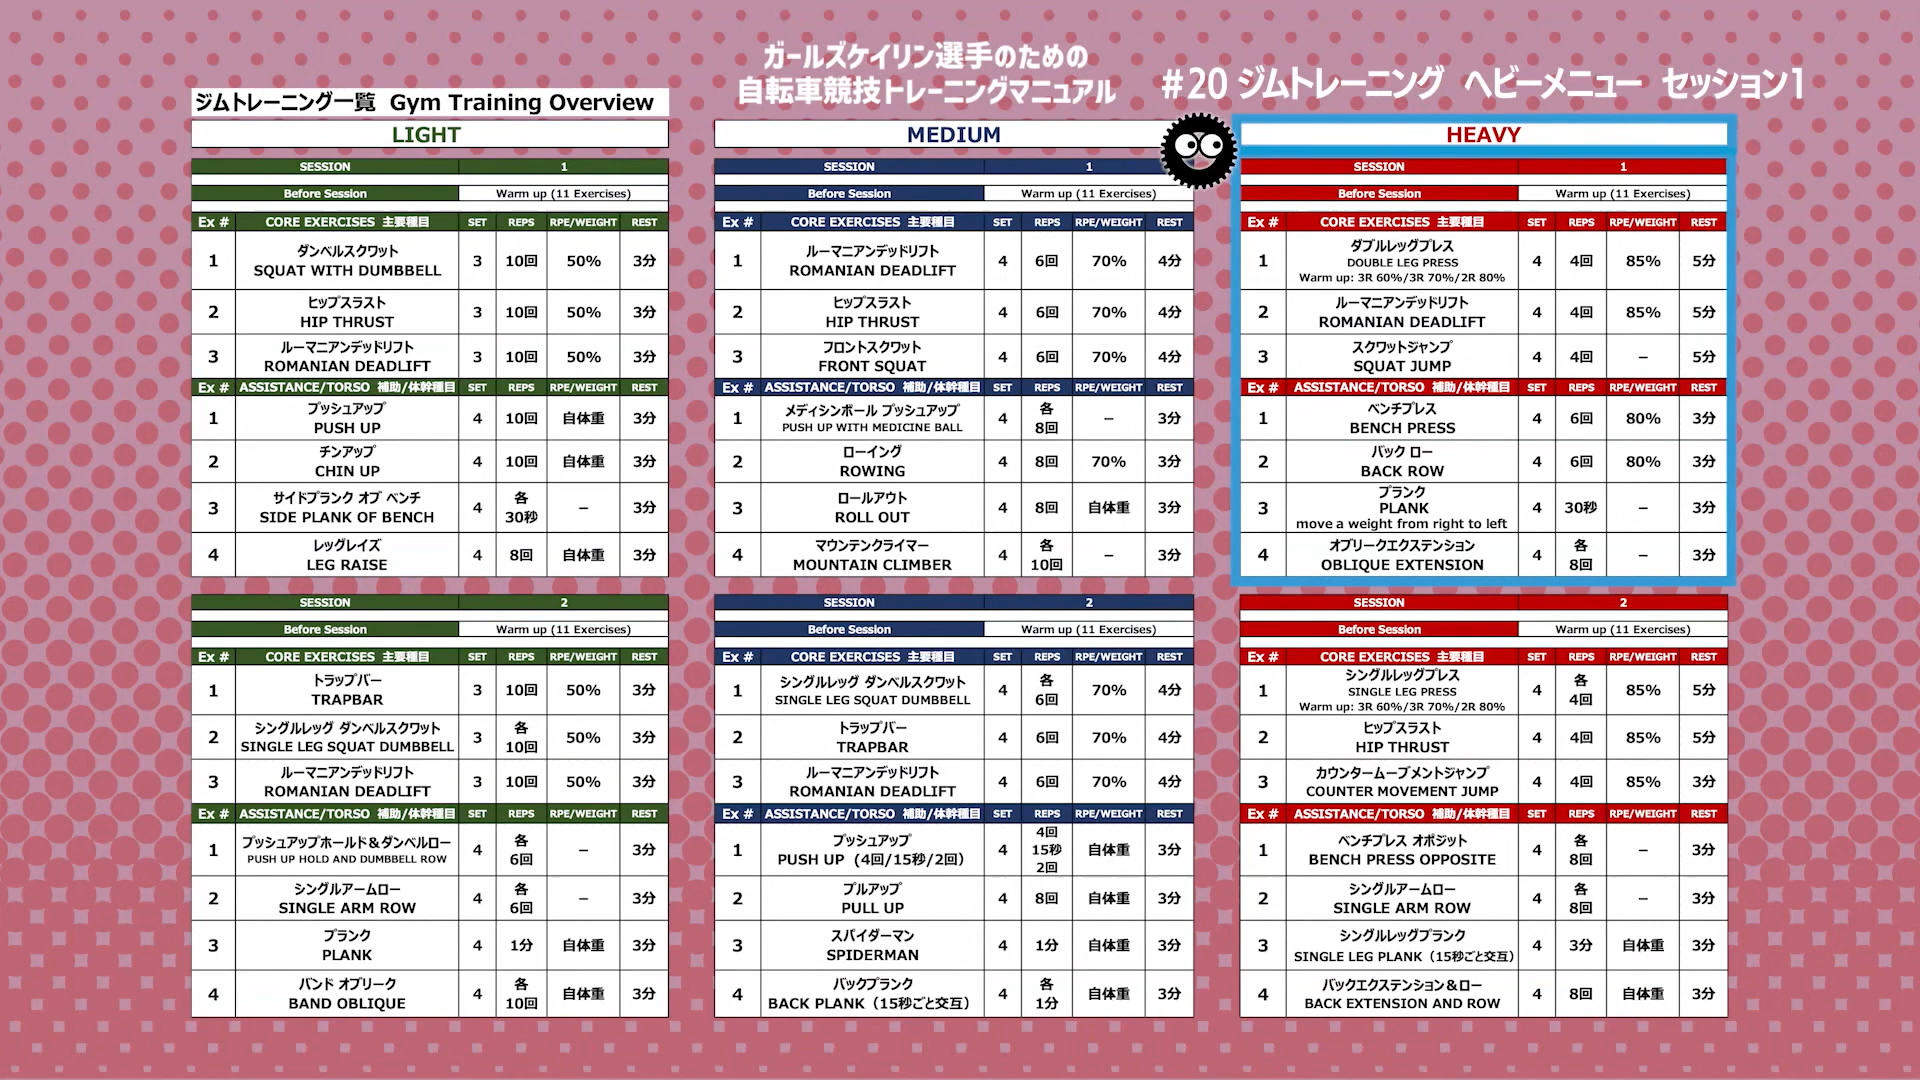 ガールズケイリン選手のための
自転車競技トレーニングマニュアル
#20 ジムトレーニング ヘビーメニュー セッション1
ジムトレーニング一覧 Gym Training Overview
LIGHT
SESSION 1
Before Session Warm up (11 Exercises)
Ex # CORE EXERCISES 主要種目 SET REPS RPE/WEIGHT REST
1 ダンベルスクワット SQUAT WITH DUMBBELL 3 10回 50% 3分
2 ヒップスラスト HIP THRUST 3 10回 50% 3分
3 ルーマニアンデッドリフト ROMANIAN DEADLIFT 3 10回 50% 3分
Ex # ASSISTANCE/TORSO 補助/体幹種目 SET REPS RPE/WEIGHT REST
1 プッシュアップ PUSH UP 4 10回 自体重 3分
2 チンアップ CHIN UP 4 10回 自体重 3分
3 サイドプランク オブ ベンチ SIDE PLANK OF BENCH 4 各30秒 – 3分
4 レッグレイズ LEG RAISE 4 8回 自体重 3分
SESSION 2
Before Session Warm up (11 Exercises)
Ex # CORE EXERCISES 主要種目 SET REPS RPE/WEIGHT REST
1 トラップバー TRAPBAR 3 10回 50% 3分
2 シングルレッグ ダンベルスクワット SINGLE LEG SQUAT DUMBBELL 3 各10回 50% 3分
3 ルーマニアンデッドリフト ROMANIAN DEADLIFT 3 10回 50% 3分
Ex # ASSISTANCE/TORSO 補助/体幹種目 SET REPS RPE/WEIGHT REST
1 プッシュアップホールド＆ダンベルロー PUSH UP HOLD AND DUMBBELL ROW 4 各6回 – 3分
2 シングルアームロー SINGLE ARM ROW 4 各6回 – 3分
3 プランク PLANK 4 1分 自体重 3分
4 バンド オブリーク BAND OBLIQUE 4 各10回 自体重 3分
MEDIUM
SESSION 1
Before Session Warm up (11 Exercises)
Ex # CORE EXERCISES 主要種目 SET REPS RPE/WEIGHT REST
1 ルーマニアンデッドリフト ROMANIAN DEADLIFT 4 6回 70% 4分
2 ヒップスラスト HIP THRUST 4 6回 70% 4分
3 フロントスクワット FRONT SQUAT 4 6回 70% 4分
Ex # ASSISTANCE/TORSO 補助/体幹種目 SET REPS RPE/WEIGHT REST
1 メディシンボール プッシュアップ PUSH UP WITH MEDICINE BALL 4 各8回 – 3分
2 ローイング ROWING 4 8回 70% 3分
3 ロールアウト ROLL OUT 4 8回 自体重 3分
4 マウンテンクライマー MOUNTAIN CLIMBER 4 各10回 – 3分
SESSION 2
Before Session Warm up (11 Exercises)
Ex # CORE EXERCISES 主要種目 SET REPS RPE/WEIGHT REST
1 シングルレッグ ダンベルスクワット SINGLE LEG SQUAT DUMBBELL 4 各6回 70% 4分
2 トラップバー TRAPBAR 4 6回 70% 4分
3 ルーマニアンデッドリフト ROMANIAN DEADLIFT 4 6回 70% 4分
Ex # ASSISTANCE/TORSO 補助/体幹種目 SET REPS RPE/WEIGHT REST
1 プッシュアップ PUSH UP（4回/15秒/2回） 4 4回 15秒 2回 自体重 3分
2 プルアップ PULL UP 4 8回 自体重 3分
3 スパイダーマン SPIDERMAN 4 1分 自体重 3分
4 バックプランク BACK PLANK（15秒ごと交互） 4 各1分 自体重 3分
HEAVY
SESSION 1
Before Session Warm up (11 Exercises)
Ex # CORE EXERCISES 主要種目 SET REPS RPE/WEIGHT REST
1 ダブルレッグプレス DOUBLE LEG PRESS Warm up: 3R 60%/3R 70%/2R 80% 4 4回 85% 5分
2 ルーマニアンデッドリフト ROMANIAN DEADLIFT 4 4回 85% 5分
3 スクワットジャンプ SQUAT JUMP 4 4回 – 5分
Ex # ASSISTANCE/TORSO 補助/体幹種目 SET REPS RPE/WEIGHT REST
1 ベンチプレス BENCH PRESS 4 6回 80% 3分
2 バック ロー BACK ROW 4 6回 80% 3分
3 プランク PLANK move a weight from right to left 4 30秒 – 3分
4 オブリークエクステンション OBLIQUE EXTENSION 4 各8回 – 3分
SESSION 2
Before Session Warm up (11 Exercises)
Ex # CORE EXERCISES 主要種目 SET REPS RPE/WEIGHT REST
1 シングルレッグプレス SINGLE LEG PRESS Warm up: 3R 60%/3R 70%/2R 80% 4 各4回 85% 5分
2 ヒップスラスト HIP THRUST 4 4回 85% 5分
3 カウンタームーブメントジャンプ COUNTER MOVEMENT JUMP 4 4回 85% 3分
Ex # ASSISTANCE/TORSO 補助/体幹種目 SET REPS RPE/WEIGHT REST
1 ベンチプレス オポジット BENCH PRESS OPPOSITE 4 各8回 – 3分
2 シングルアームロー SINGLE ARM ROW 4 各8回 – 3分
3 シングルレッグプランク SINGLE LEG PLANK（15秒ごと交互） 4 3分 自体重 3分
4 バックエクステンション＆ロー BACK EXTENSION AND ROW 4 8回 自体重 3分